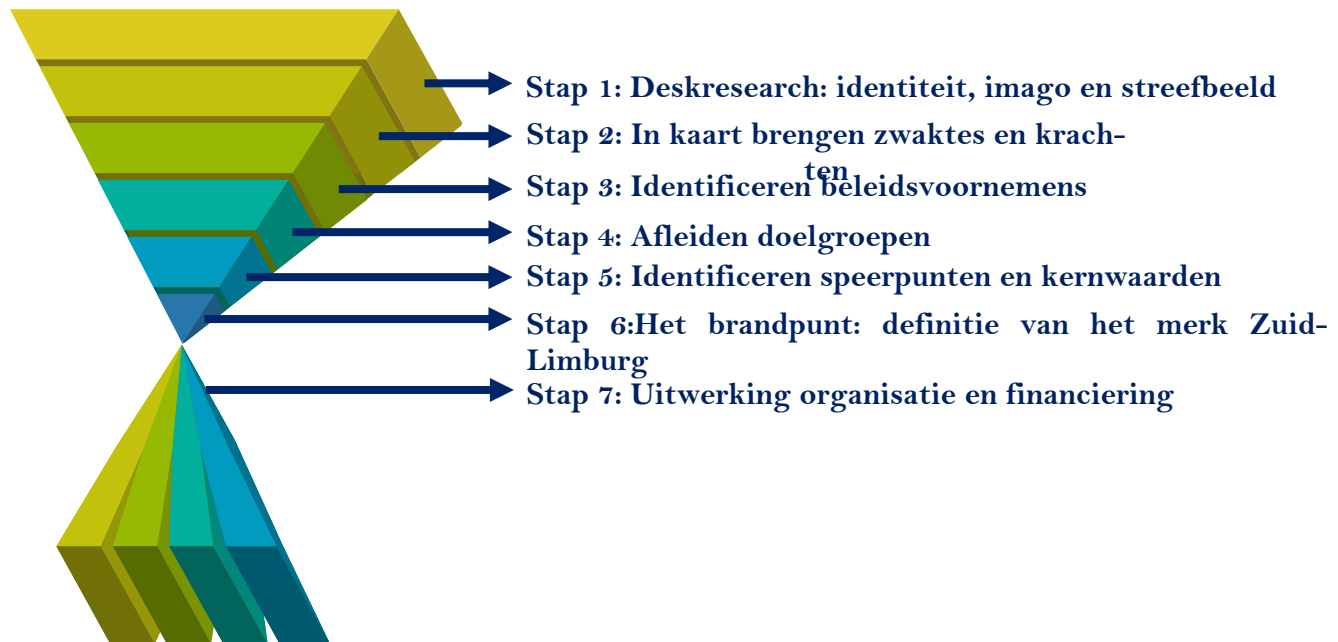 Stap 1: Deskresearch: identiteit, imago en streefbeeld
Stap 2: In kaart brengen zwaktes en krach-
ten
Stap 3: Identificeren beleidsvoornemens
Stap 4: Afleiden doelgroepen
Stap 5: Identificeren speerpunten en kernwaarden
Stap 6:Het brandpunt: definitie van het merk Zuid-
Limburg
Stap 7: Uitwerking organisatie en financiering